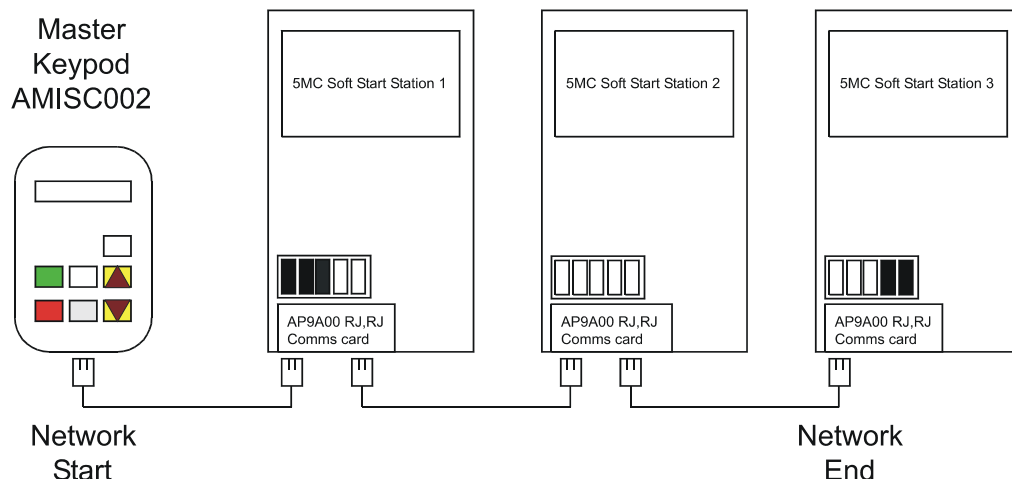 Master
Keypod
AMISC002
5MC Soft Start Station 1
5MC Soft Start Station 2
5MC Soft Start Station 3
AP9A00 RJ,RJ
Comms card
AP9A00 RJ,RJ
Comms card
AP9A00 RJ,RJ
Comms card
Network
Start
Network
End